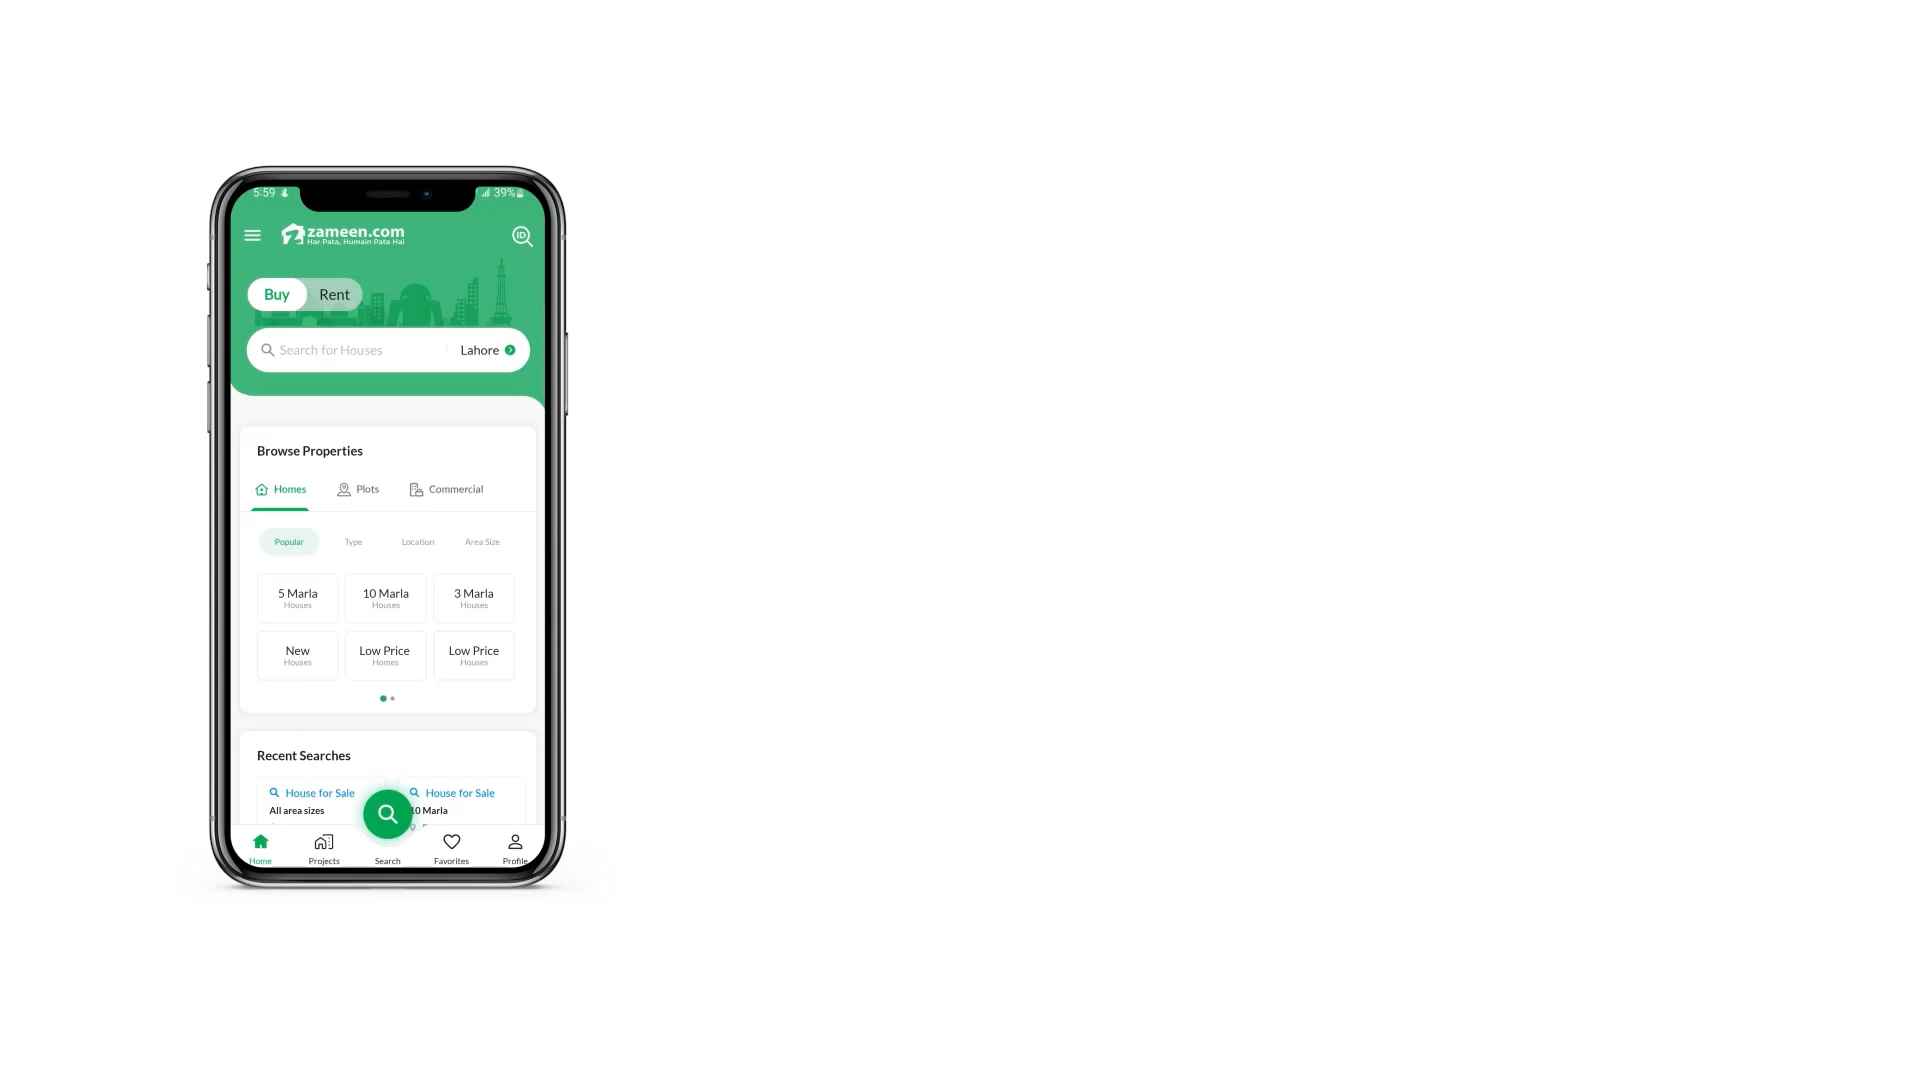 5:59
39%
zameen.com
Har Pata, Humain Pata Hai
ID
Buy
Rent
Search for Houses
Lahore
Browse Properties
Homes
Plots
Commercial
Popular
Type
Location
Area Size
5 Marla
Houses
10 Marla
Houses
3 Marla
Houses
New
Houses
Low Price
Homes
Low Price
Houses
Recent Searches
House for Sale
All area sizes
House for Sale
10 Marla
Home
Projects
Search
Favorites
Profile